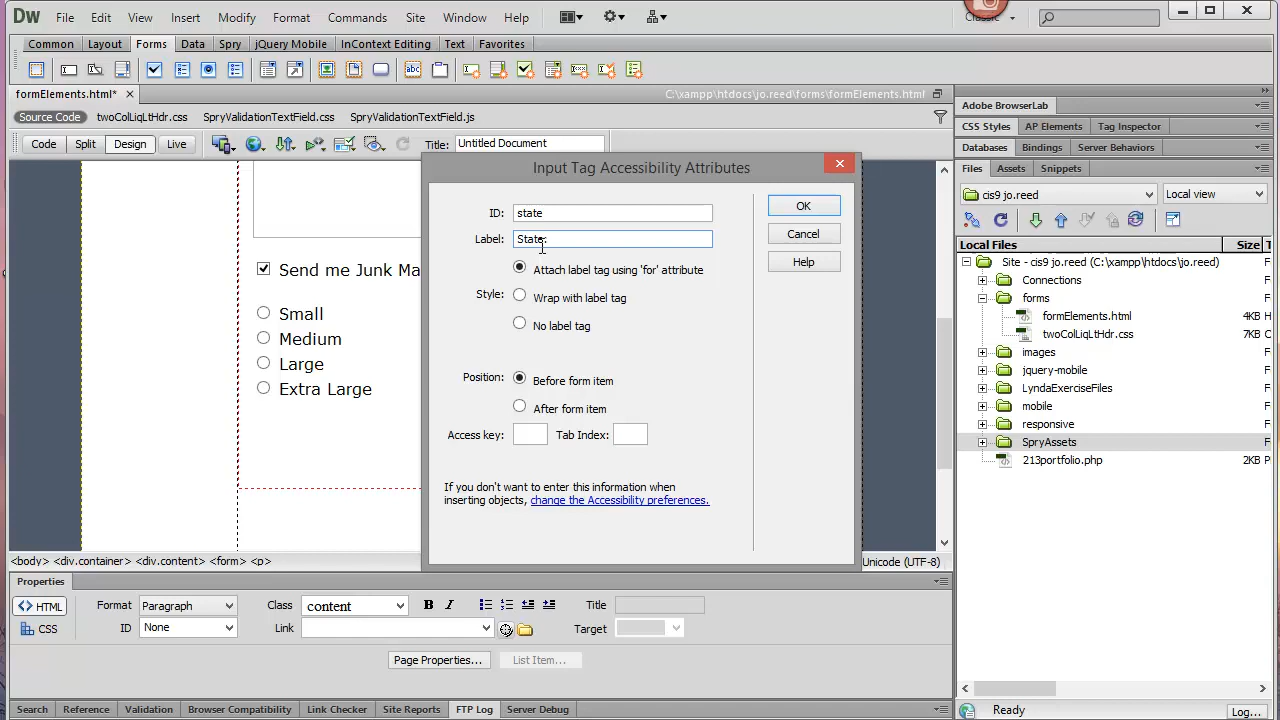 Dw File Edit View Insert Modify Format Commands Site Window Help Classic
Common Layout Forms Data Spry jQuery Mobile InContext Editing Text Favorites
formElements.html* C:\xampp\htdocs\jo.reed\forms\formElements.html
Source Code twoColLiqLtHdr.css SpryValidationTextField.css SpryValidationTextField.js
Code Split Design Live Title: Untitled Document
Input Tag Accessibility Attributes
ID: state
OK
Label: State:
Cancel
Attach label tag using 'for' attribute
Help
Style: Wrap with label tag
No label tag
Position: Before form item
After form item
Access key: Tab Index:
If you don't want to enter this information when
inserting objects, change the Accessibility preferences.
Send me Junk Ma
Small
Medium
Large
Extra Large
<body> <div.container> <div.content> <form> <p> Unicode (UTF-8)
Properties
HTML Format Paragraph Class content B I Title
CSS ID None Link Target
Page Properties... List Item...
Search Reference Validation Browser Compatibility Link Checker Site Reports FTP Log Server Debug
Adobe BrowserLab
CSS Styles AP Elements Tag Inspector
Databases Bindings Server Behaviors
Files Assets Snippets
cis9 jo.reed Local view
Local Files Size
Site - cis9 jo.reed (C:\xampp\htdocs\jo.reed) F
Connections F
forms F
formElements.html 4KB H
twoColLiqLtHdr.css 7KB C
images F
jquery-mobile F
LyndaExerciseFiles F
mobile F
responsive F
SpryAssets F
213portfolio.php 2KB P
Ready Log...